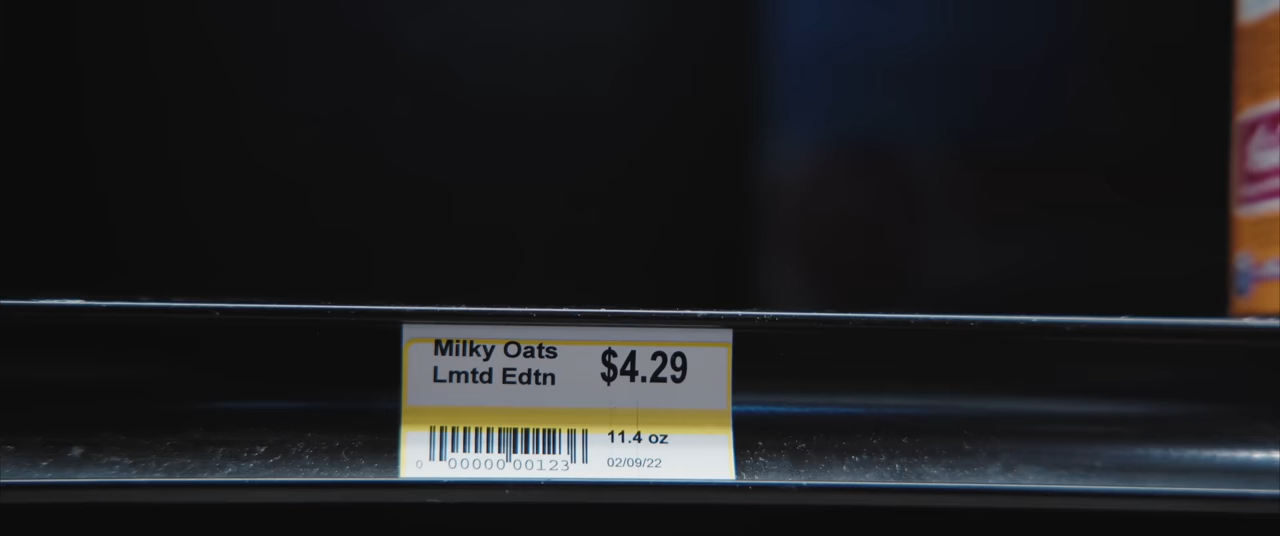 Milky Oats
Lmtd Edtn
$4.29
11.4 oz
02/09/22
0 00000 00123